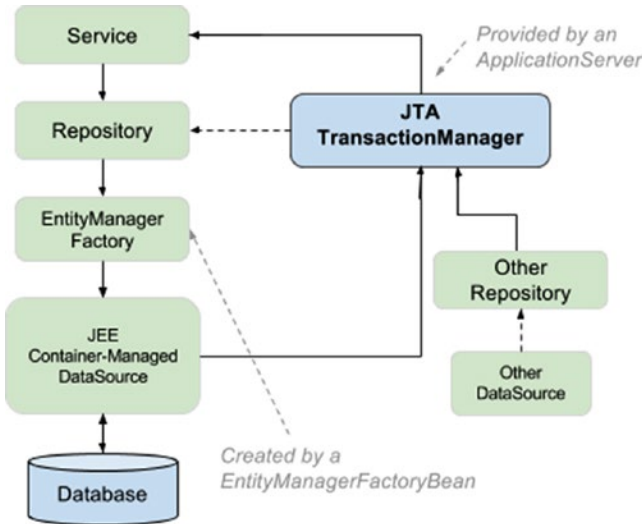 Service
Provided by an
ApplicationServer
JTA
TransactionManager
Repository
EntityManager
Factory
Other
Repository
JEE
Container-Managed
DataSource
Other
DataSource
Created by a
EntityManagerFactoryBean
Database